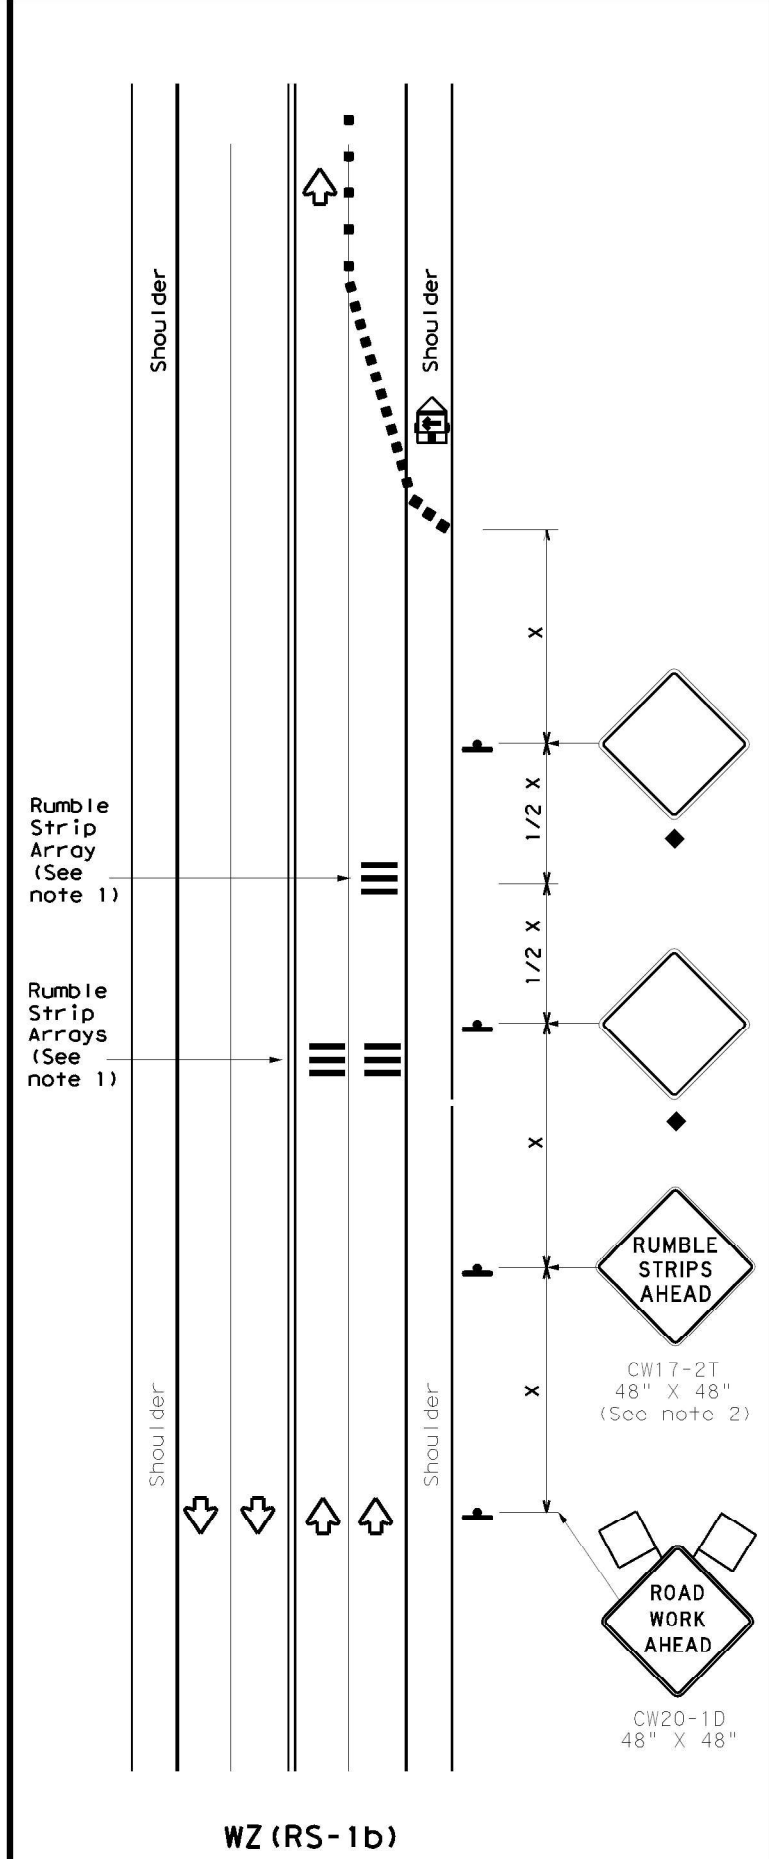 Shoulder
Shoulder
X
1/2 X
Rumble
Strip
Array
(See
note 1)
1/2 X
Rumble
Strip
Arrays
(See
note 1)
X
RUMBLE
STRIPS
AHEAD
CW17-2T
48" X 48"
(See note 2)
X
Shoulder
Shoulder
ROAD
WORK
AHEAD
CW20-1D
48" X 48"
WZ(RS-1b)